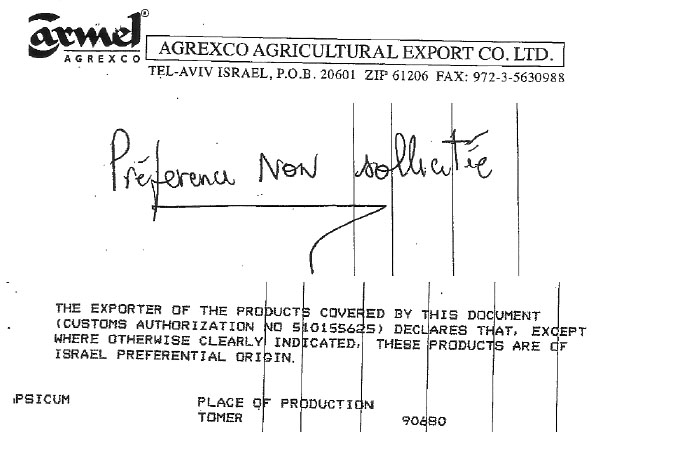 Carmel®
AGREXCO
AGREXCO AGRICULTURAL EXPORT CO. LTD.
TEL-AVIV ISRAEL, P.O.B. 20601 ZIP 61206 FAX: 972-3-5630988
Préférence NON sollicitée
THE EXPORTER OF THE PRODUCTS COVERED BY THIS DOCUMENT
(CUSTOMS AUTHORIZATION NO 510155625) DECLARES THAT, EXCEPT
WHERE OTHERWISE CLEARLY INDICATED, THESE PRODUCTS ARE OF
ISRAEL PREFERENTIAL ORIGIN.
PSICUM PLACE OF PRODUCTION
TOMER 90680